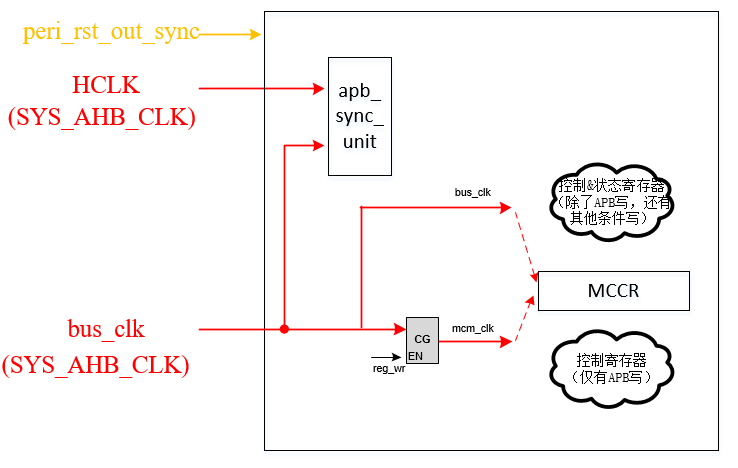 peri_rst_out_sync
HCLK
(SYS_AHB_CLK)
apb_
sync_
unit
控制&状态寄存器
（除了APB写，还有
其他条件写）
bus_clk
MCCR
bus_clk
(SYS_AHB_CLK)
mcm_clk
CG
EN
reg_wr
控制寄存器
（仅有APB写）